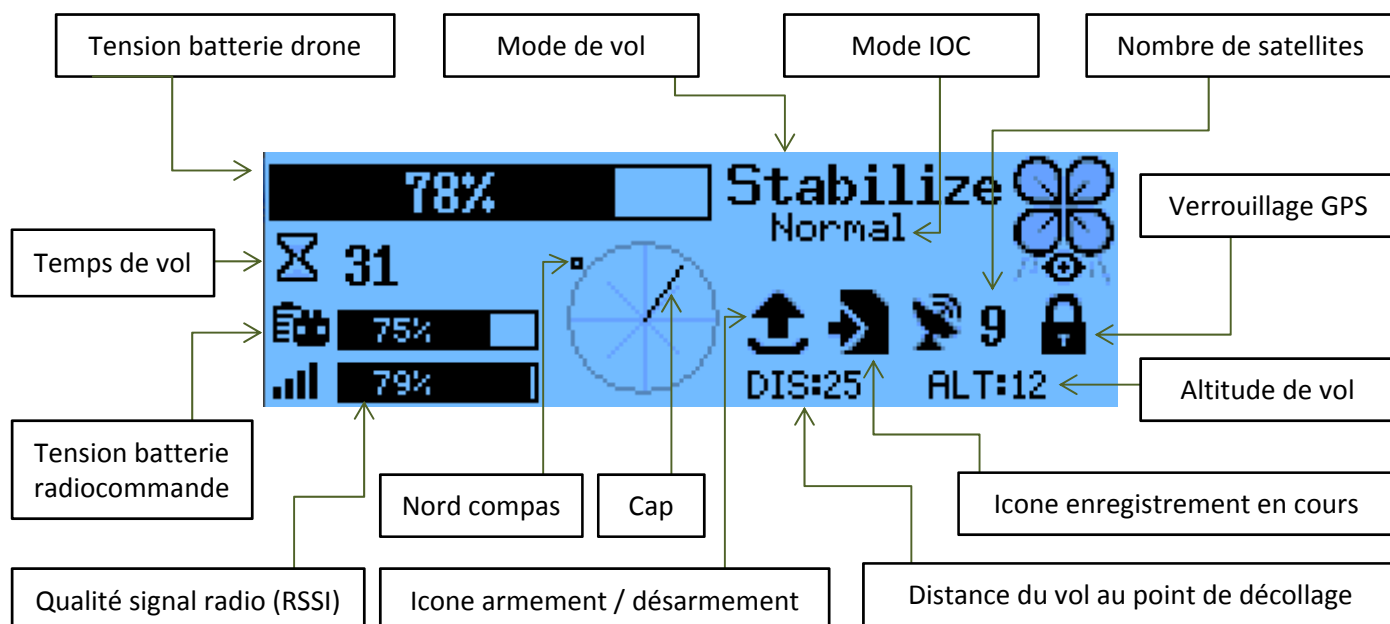 Tension batterie drone
Mode de vol
Mode IOC
Nombre de satellites
78%
Stabilize
Normal
Verrouillage GPS
Temps de vol
31
75%
9
79%
DIS:25
ALT:12
Altitude de vol
Tension batterie
radiocommande
Nord compas
Cap
Icone enregistrement en cours
Qualité signal radio (RSSI)
Icone armement / désarmement
Distance du vol au point de décollage